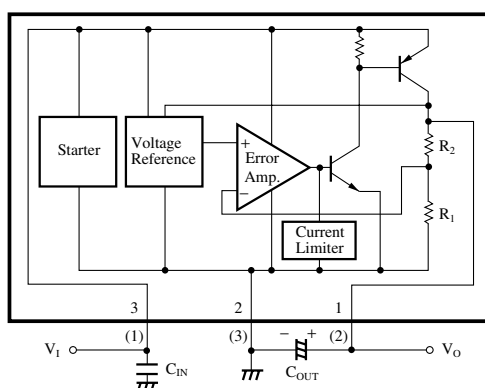 Starter
Voltage
Reference
+
Error
Amp.
−
Current
Limiter
R2
R1
3
2
1
(1)
(3)
− +
(2)
VI
CIN
COUT
VO